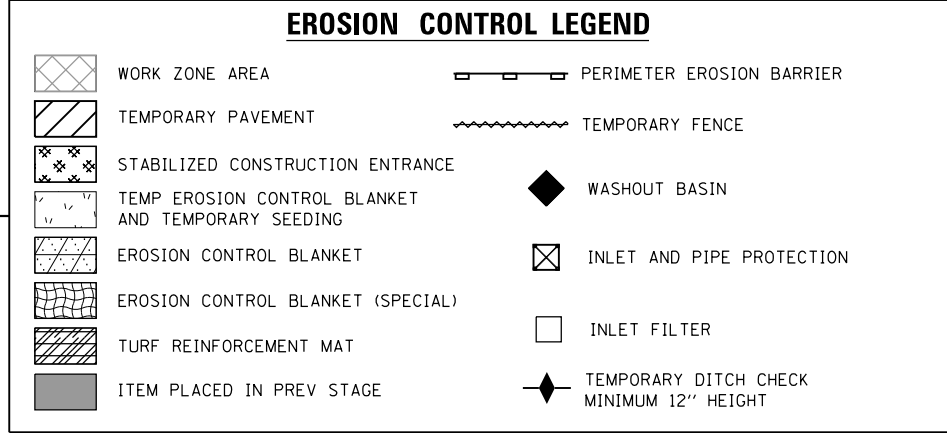 EROSION CONTROL LEGEND
WORK ZONE AREA
TEMPORARY PAVEMENT
STABILIZED CONSTRUCTION ENTRANCE
TEMP EROSION CONTROL BLANKET
AND TEMPORARY SEEDING
EROSION CONTROL BLANKET
EROSION CONTROL BLANKET (SPECIAL)
TURF REINFORCEMENT MAT
ITEM PLACED IN PREV STAGE
PERIMETER EROSION BARRIER
TEMPORARY FENCE
WASHOUT BASIN
INLET AND PIPE PROTECTION
INLET FILTER
TEMPORARY DITCH CHECK
MINIMUM 12'' HEIGHT